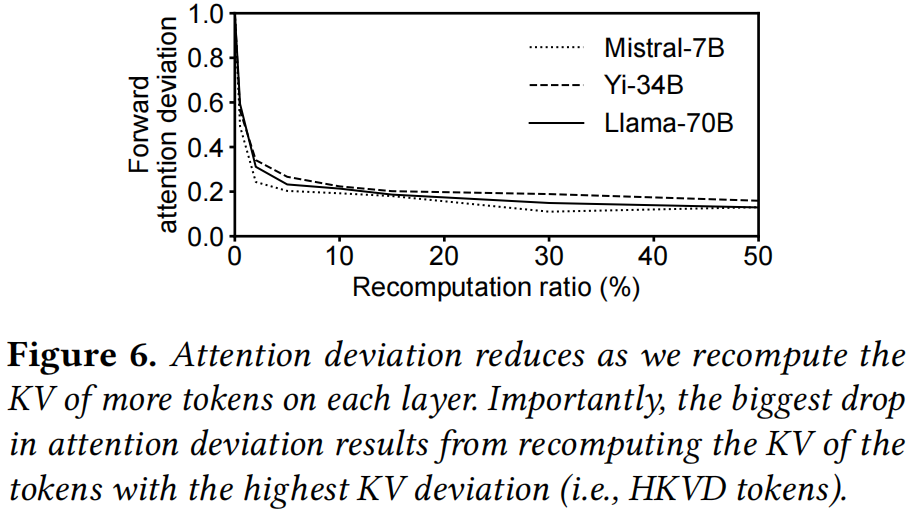 1.0
0.8
0.6
0.4
0.2
0.0
Forward
attention deviation
Mistral-7B
Yi-34B
Llama-70B
0 10 20 30 40 50
Recomputation ratio (%)
Figure 6. Attention deviation reduces as we recompute the
KV of more tokens on each layer. Importantly, the biggest drop
in attention deviation results from recomputing the KV of the
tokens with the highest KV deviation (i.e., HKVD tokens).